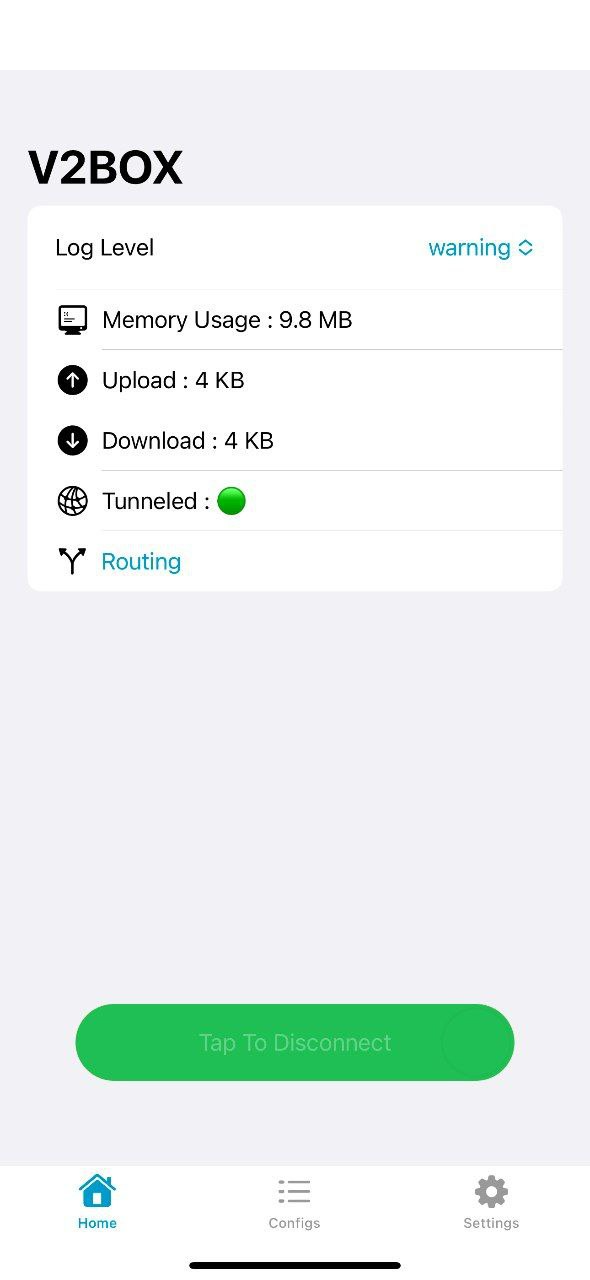 V2BOX
Log Level
warning
Memory Usage : 9.8 MB
Upload : 4 KB
Download : 4 KB
Tunneled :
Routing
Tap To Disconnect
Home
Configs
Settings